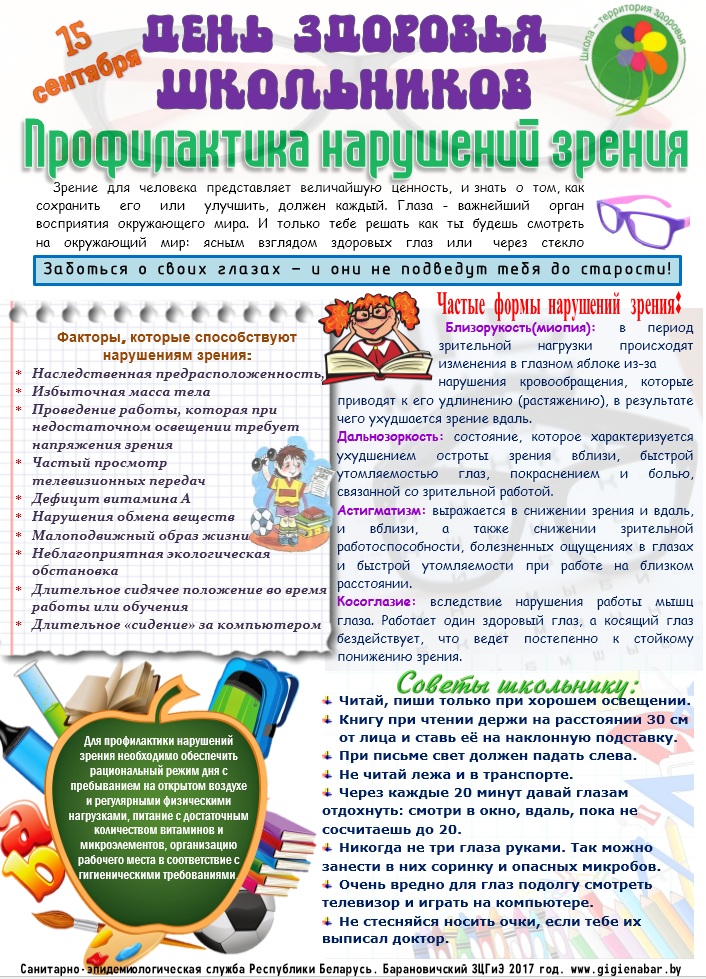 15
сентября
ДЕНЬ ЗДОРОВЬЯ
ШКОЛЬНИКОВ
Школа – территория здоровья
Профилактика нарушений зрения
Зрение для человека представляет величайшую ценность, и знать о том, как
сохранить его или улучшить, должен каждый. Глаза - важнейший орган
восприятия окружающего мира. И только тебе решать как ты будешь смотреть
на окружающий мир: ясным взглядом здоровых глаз или через стекло
Заботься о своих глазах – и они не подведут тебя до старости!
Факторы, которые способствуют
нарушениям зрения:
* Наследственная предрасположенность,
* Избыточная масса тела
* Проведение работы, которая при
недостаточном освещении требует
напряжения зрения
* Частый просмотр
телевизионных передач
* Дефицит витамина А
* Нарушения обмена веществ
* Малоподвижный образ жизни
* Неблагоприятная экологическая
обстановка
* Длительное сидячее положение во время
работы или обучения
* Длительное «сидение» за компьютером
Частые формы нарушений зрения:
Близорукость(миопия): в период
зрительной нагрузки происходят
изменения в глазном яблоке из-за
нарушения кровообращения, которые
приводят к его удлинению (растяжению), в результате
чего ухудшается зрение вдаль.
Дальнозоркость: состояние, которое характеризуется
ухудшением остроты зрения вблизи, быстрой
утомляемостью глаз, покраснением и болью,
связанной со зрительной работой.
Астигматизм: выражается в снижении зрения и вдаль,
и вблизи, а также снижении зрительной
работоспособности, болезненных ощущениях в глазах
и быстрой утомляемости при работе на близком
расстоянии.
Косоглазие: вследствие нарушения работы мышц
глаза. Работает один здоровый глаз, а косящий глаз
бездействует, что ведет постепенно к стойкому
понижению зрения.
Для профилактики нарушений
зрения необходимо обеспечить
рациональный режим дня с
пребыванием на открытом воздухе
и регулярными физическими
нагрузками, питание с достаточным
количеством витаминов и
микроэлементов, организацию
рабочего места в соответствие с
гигиеническими требованиями.
а
б
Советы школьнику:
Читай, пиши только при хорошем освещении.
Книгу при чтении держи на расстоянии 30 см
от лица и ставь её на наклонную подставку.
При письме свет должен падать слева.
Не читай лежа и в транспорте.
Через каждые 20 минут давай глазам
отдохнуть: смотри в окно, вдаль, пока не
сосчитаешь до 20.
Никогда не три глаза руками. Так можно
занести в них соринку и опасных микробов.
Очень вредно для глаз подолгу смотреть
телевизор и играть на компьютере.
Не стесняйся носить очки, если тебе их
выписал доктор.
Санитарно-эпидемиологическая служба Республики Беларусь. Барановичский ЗЦГиЭ 2017 год. www.gigienabar.by